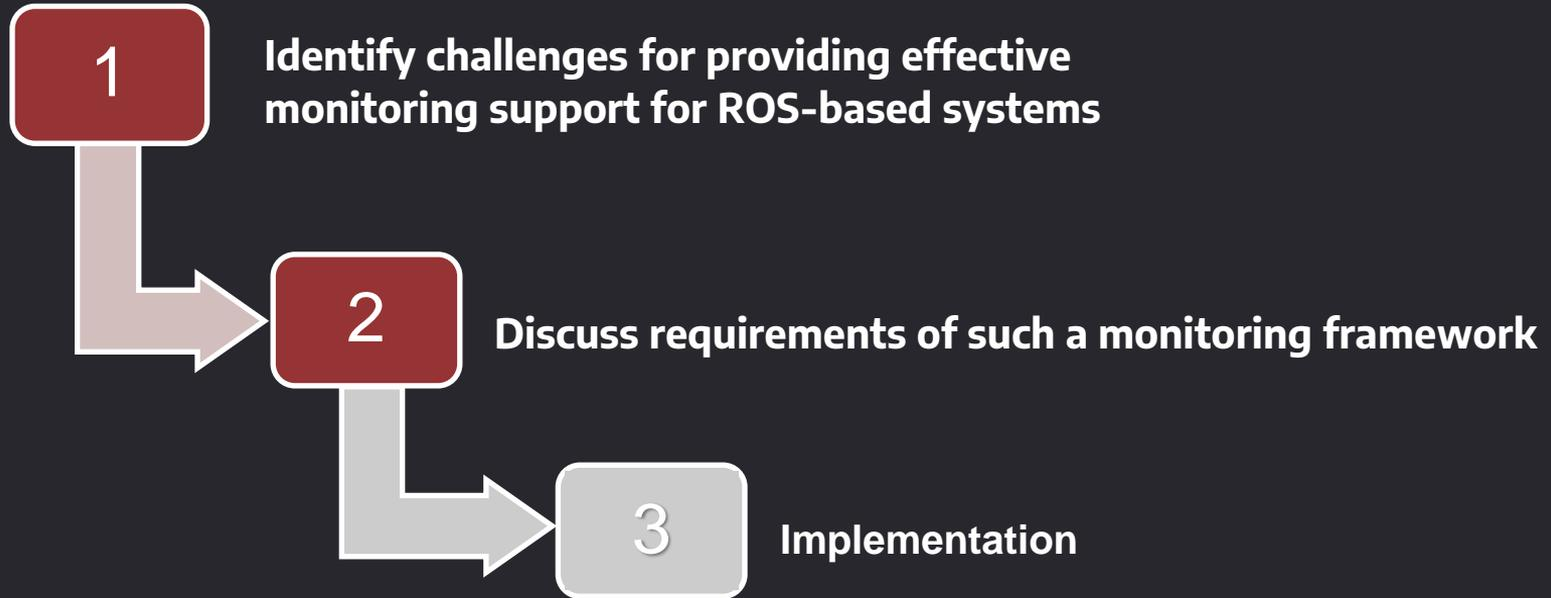 1
Identify challenges for providing effective
monitoring support for ROS-based systems
2
Discuss requirements of such a monitoring framework
3
Implementation